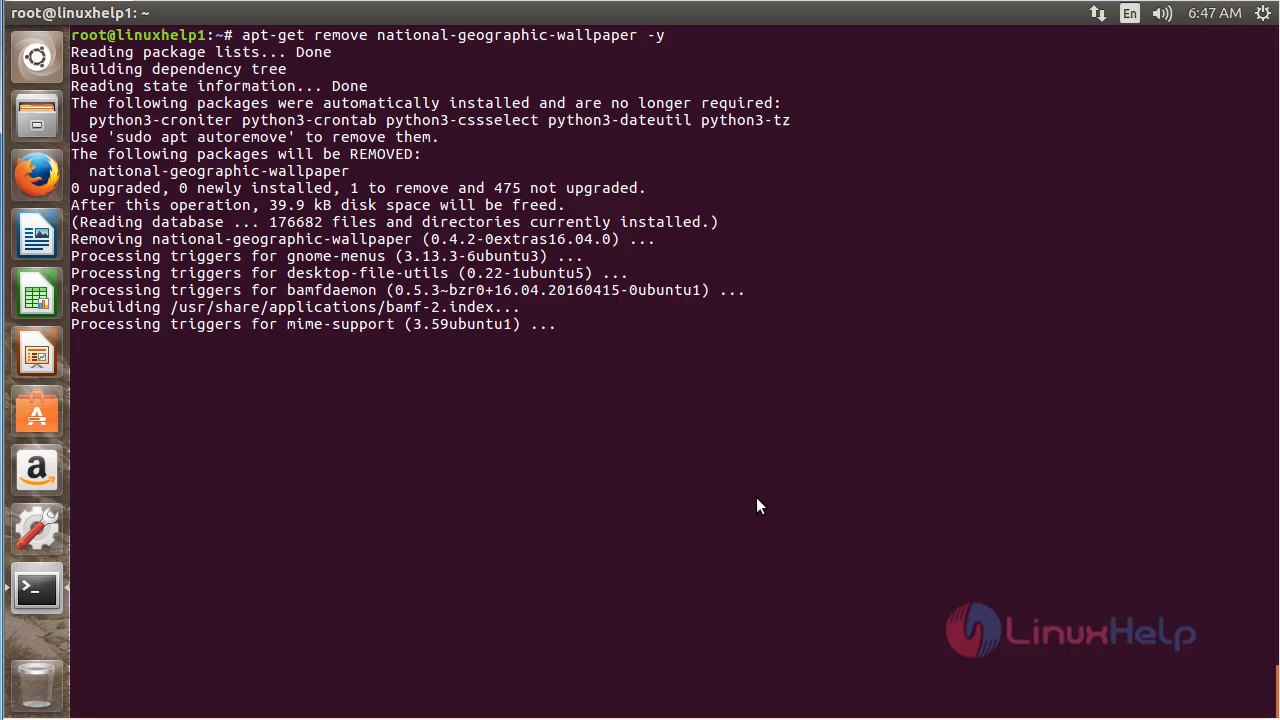 root@linuxhelp1: ~
En
6:47 AM
root@linuxhelp1:~# apt-get remove national-geographic-wallpaper -y
Reading package lists... Done
Building dependency tree
Reading state information... Done
The following packages were automatically installed and are no longer required:
  python3-croniter python3-crontab python3-cssselect python3-dateutil python3-tz
Use 'sudo apt autoremove' to remove them.
The following packages will be REMOVED:
  national-geographic-wallpaper
0 upgraded, 0 newly installed, 1 to remove and 475 not upgraded.
After this operation, 39.9 kB disk space will be freed.
(Reading database ... 176682 files and directories currently installed.)
Removing national-geographic-wallpaper (0.4.2-0extras16.04.0) ...
Processing triggers for gnome-menus (3.13.3-6ubuntu3) ...
Processing triggers for desktop-file-utils (0.22-1ubuntu5) ...
Processing triggers for bamfdaemon (0.5.3~bzr0+16.04.20160415-0ubuntu1) ...
Rebuilding /usr/share/applications/bamf-2.index...
Processing triggers for mime-support (3.59ubuntu1) ...
LinuxHelp